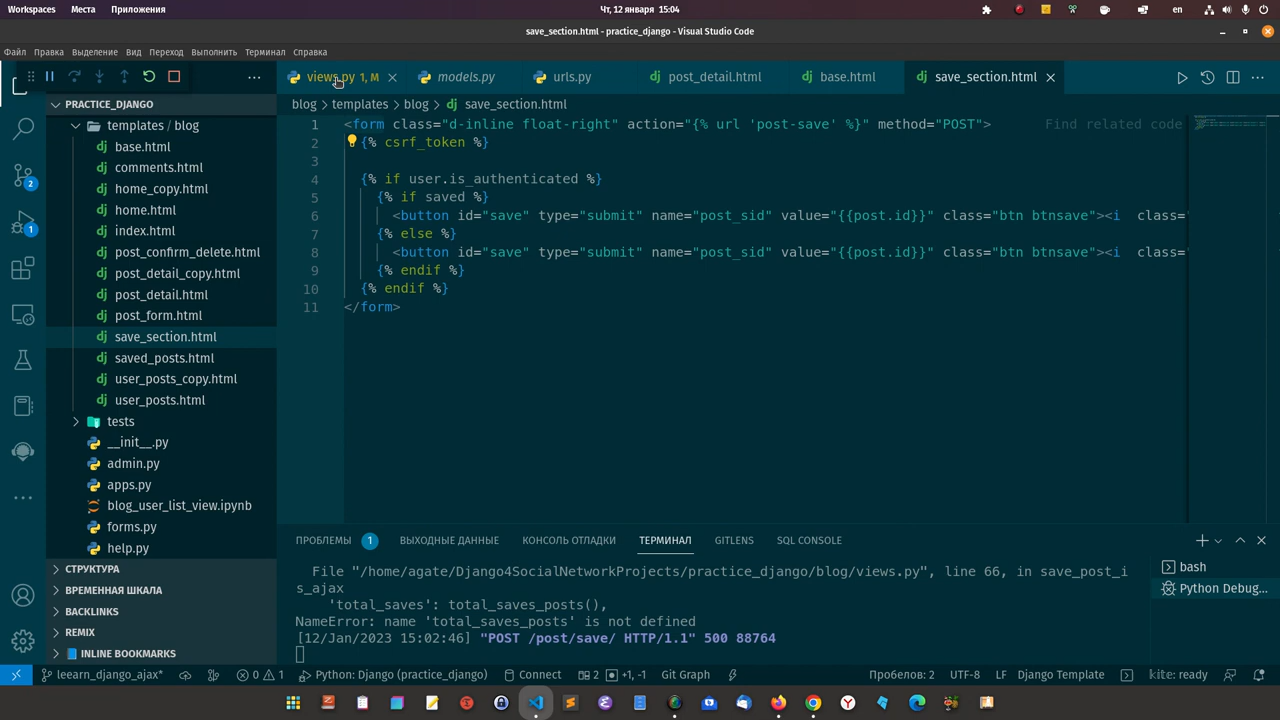 Workspaces Места Приложения Чт, 12 января 15:04 en
save_section.html - practice_django - Visual Studio Code
Файл Правка Выделение Вид Переход Выполнить Терминал Справка
views.py 1, M models.py urls.py post_detail.html base.html save_section.html
PRACTICE_DJANGO
blog > templates > blog > save_section.html
templates / blog
base.html
comments.html
home_copy.html
home.html
index.html
post_confirm_delete.html
post_detail_copy.html
post_detail.html
post_form.html
save_section.html
saved_posts.html
user_posts_copy.html
user_posts.html
tests
__init__.py
admin.py
apps.py
blog_user_list_view.ipynb
forms.py
help.py
СТРУКТУРА
ВРЕМЕННАЯ ШКАЛА
BACKLINKS
REMIX
INLINE BOOKMARKS
2
1
1 <form class="d-inline float-right" action="{% url 'post-save' %}" method="POST"> Find related code
2 {% csrf_token %}
3
4 {% if user.is_authenticated %}
5 {% if saved %}
6 <button id="save" type="submit" name="post_sid" value="{{post.id}}" class="btn btnsave"><i class='
7 {% else %}
8 <button id="save" type="submit" name="post_sid" value="{{post.id}}" class="btn btnsave"><i class='
9 {% endif %}
10 {% endif %}
11 </form>
ПРОБЛЕМЫ 1 ВЫХОДНЫЕ ДАННЫЕ КОНСОЛЬ ОТЛАДКИ ТЕРМИНАЛ GITLENS SQL CONSOLE
File "/home/agate/Django4SocialNetworkProjects/practice_django/blog/views.py", line 66, in save_post_i
s_ajax
'total_saves': total_saves_posts(),
NameError: name 'total_saves_posts' is not defined
[12/Jan/2023 15:02:46] "POST /post/save/ HTTP/1.1" 500 88764
bash
Python Debug...
leearn_django_ajax* 0 1 Python: Django (practice_django) Connect 2 +1, -1 Git Graph Пробелов: 2 UTF-8 LF Django Template kite: ready